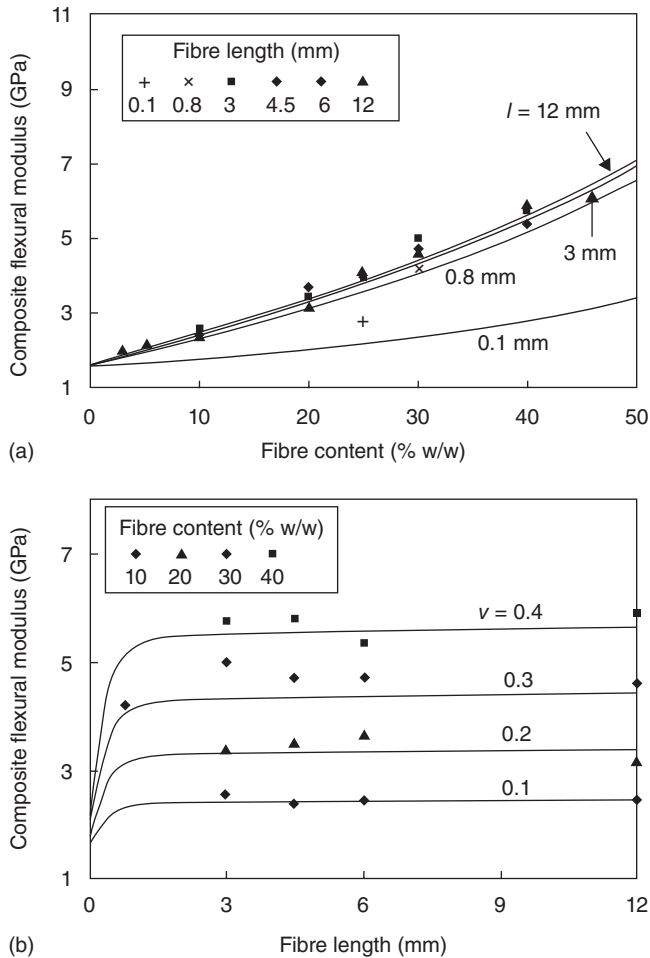 11
9
7
5
3
1
Composite flexural modulus (GPa)
Fibre length (mm)
0.1 0.8 3 4.5 6 12
l = 12 mm
3 mm
0.8 mm
0.1 mm
0 10 20 30 40 50
(a)
Fibre content (% w/w)
7
5
3
1
Composite flexural modulus (GPa)
Fibre content (% w/w)
10 20 30 40
v = 0.4
0.3
0.2
0.1
0 3 6 9 12
(b)
Fibre length (mm)